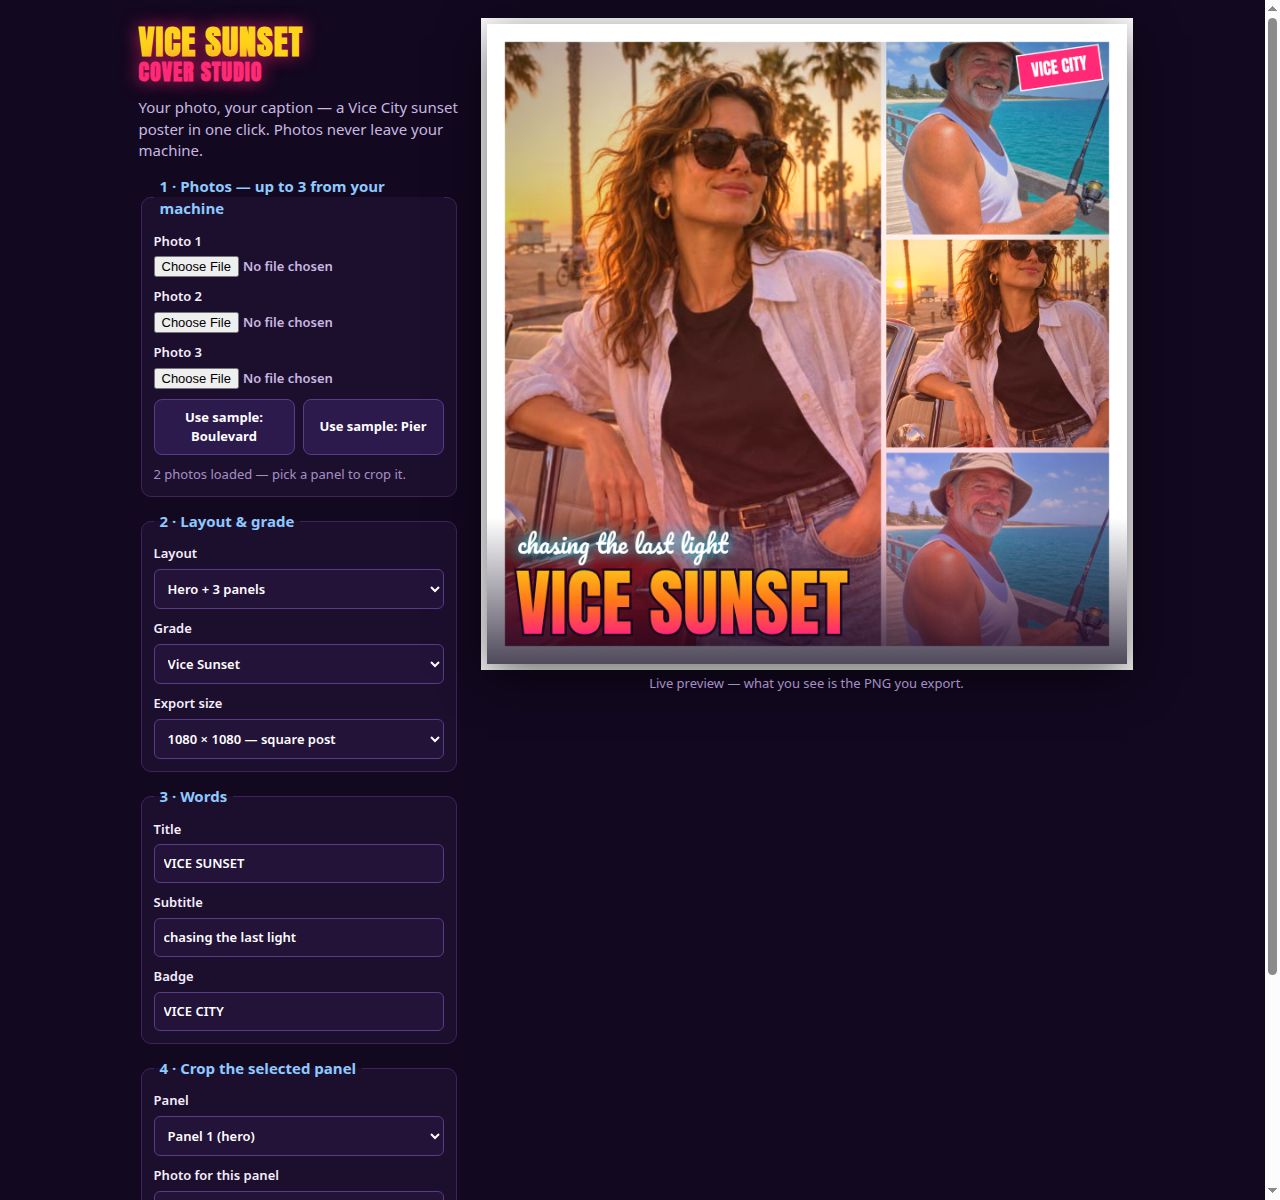 VICE SUNSET
COVER STUDIO
Your photo, your caption — a Vice City sunset
poster in one click. Photos never leave your
machine.
1 · Photos — up to 3 from your
machine
Photo 1
Choose File No file chosen
Photo 2
Choose File No file chosen
Photo 3
Choose File No file chosen
Use sample:
Boulevard
Use sample: Pier
2 photos loaded — pick a panel to crop it.
2 · Layout & grade
Layout
Hero + 3 panels
Grade
Vice Sunset
Export size
1080 × 1080 — square post
3 · Words
Title
VICE SUNSET
Subtitle
chasing the last light
Badge
VICE CITY
4 · Crop the selected panel
Panel
Panel 1 (hero)
Photo for this panel
VICE CITY
chasing the last light
VICE SUNSET
Live preview — what you see is the PNG you export.